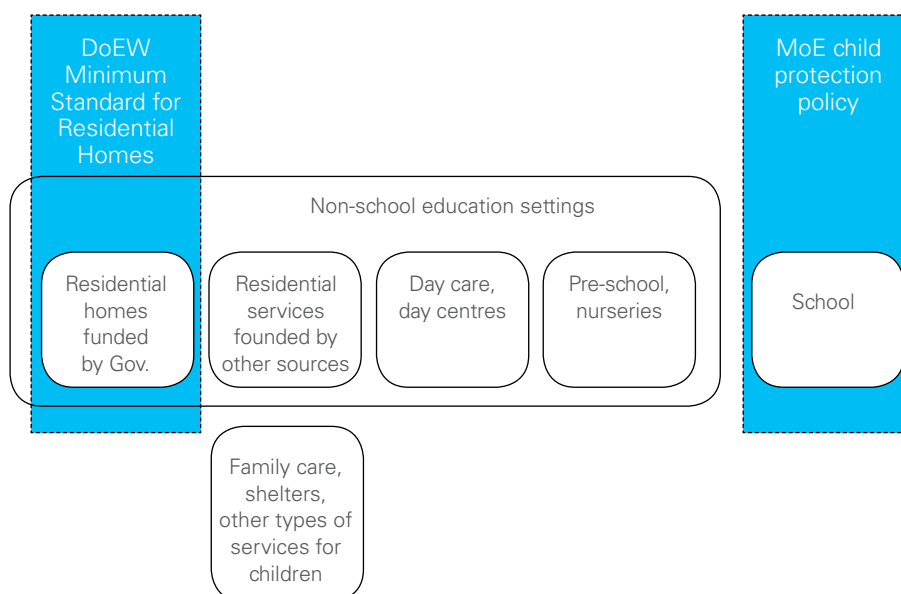 DoEW
Minimum
Standard for
Residential
Homes
MoE child
protection
policy
Non-school education settings
Residential
homes
funded
by Gov.
Residential
services
founded by
other sources
Day care,
day centres
Pre-school,
nurseries
School
Family care,
shelters,
other types of
services for
children